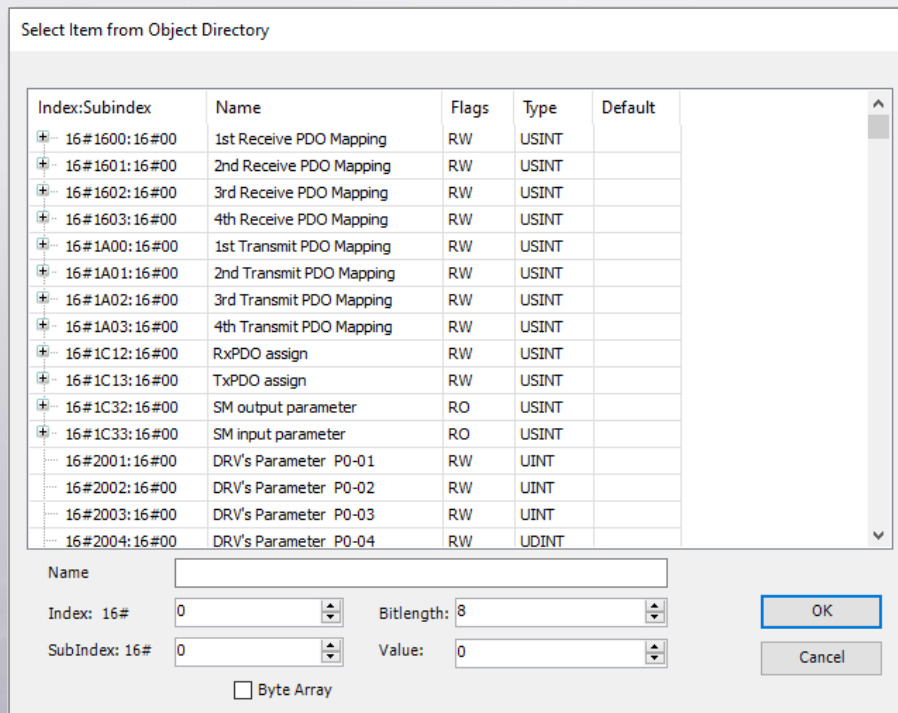 Select Item from Object Directory
Index:Subindex Name Flags Type Default
16#1600:16#00 1st Receive PDO Mapping RW USINT
16#1601:16#00 2nd Receive PDO Mapping RW USINT
16#1602:16#00 3rd Receive PDO Mapping RW USINT
16#1603:16#00 4th Receive PDO Mapping RW USINT
16#1A00:16#00 1st Transmit PDO Mapping RW USINT
16#1A01:16#00 2nd Transmit PDO Mapping RW USINT
16#1A02:16#00 3rd Transmit PDO Mapping RW USINT
16#1A03:16#00 4th Transmit PDO Mapping RW USINT
16#1C12:16#00 RxPDO assign RW USINT
16#1C13:16#00 TxPDO assign RW USINT
16#1C32:16#00 SM output parameter RO USINT
16#1C33:16#00 SM input parameter RO USINT
16#2001:16#00 DRV's Parameter P0-01 RW UINT
16#2002:16#00 DRV's Parameter P0-02 RW UINT
16#2003:16#00 DRV's Parameter P0-03 RW UINT
16#2004:16#00 DRV's Parameter P0-04 RW UDINT
Name
Index: 16# 0 Bitlength: 8 OK
SubIndex: 16# 0 Value: 0 Cancel
Byte Array